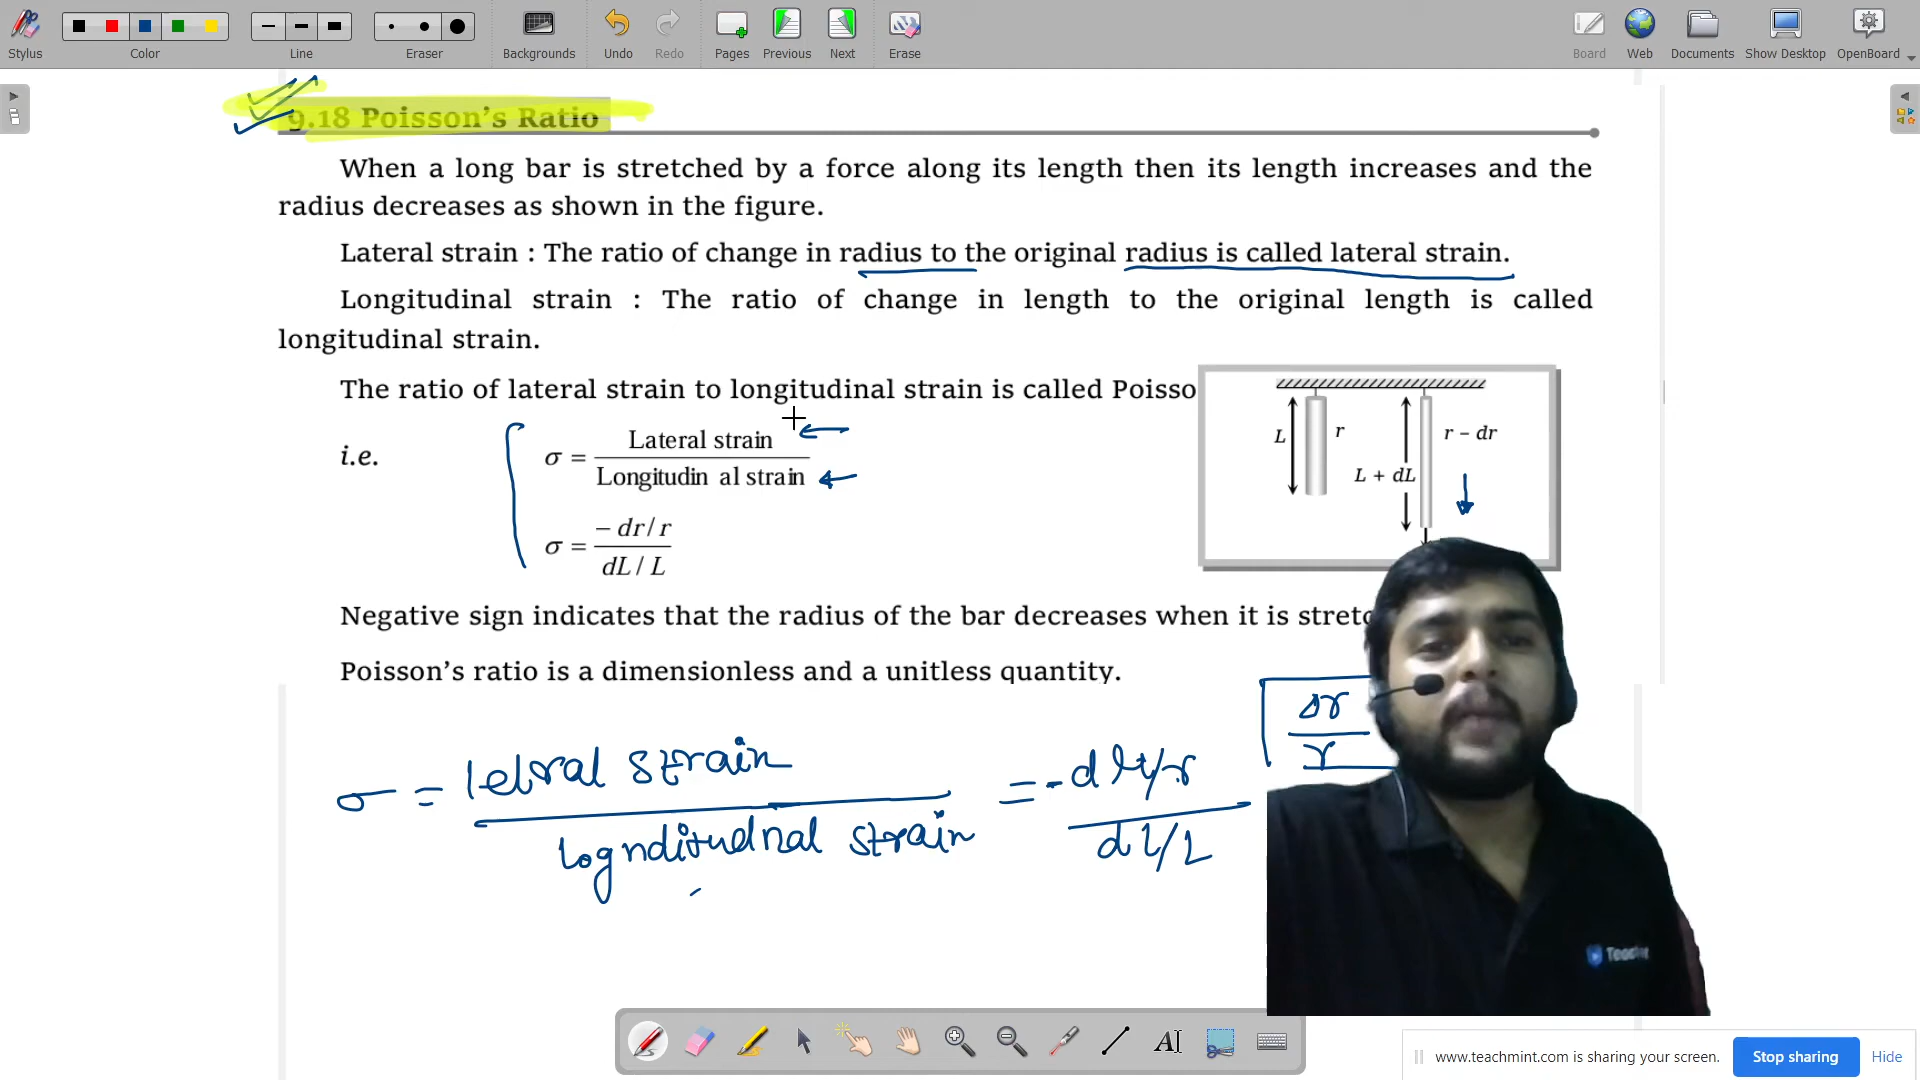 Stylus Color Line Eraser Backgrounds Undo Redo Pages Previous Next Erase Board Web Documents Show Desktop OpenBoard
9.18 Poisson's Ratio
When a long bar is stretched by a force along its length then its length increases and the
radius decreases as shown in the figure.
Lateral strain : The ratio of change in radius to the original radius is called lateral strain.
Longitudinal strain : The ratio of change in length to the original length is called
longitudinal strain.
The ratio of lateral strain to longitudinal strain is called Poisso
i.e.
σ = Lateral strain / Longitudin al strain
σ = − dr/r / dL / L
L r L + dL r – dr
Negative sign indicates that the radius of the bar decreases when it is stretc
Poisson's ratio is a dimensionless and a unitless quantity.
Δr / r
σ = letral strain / lognditudnal strain = - dr/r / dl/L
www.teachmint.com is sharing your screen. Stop sharing Hide